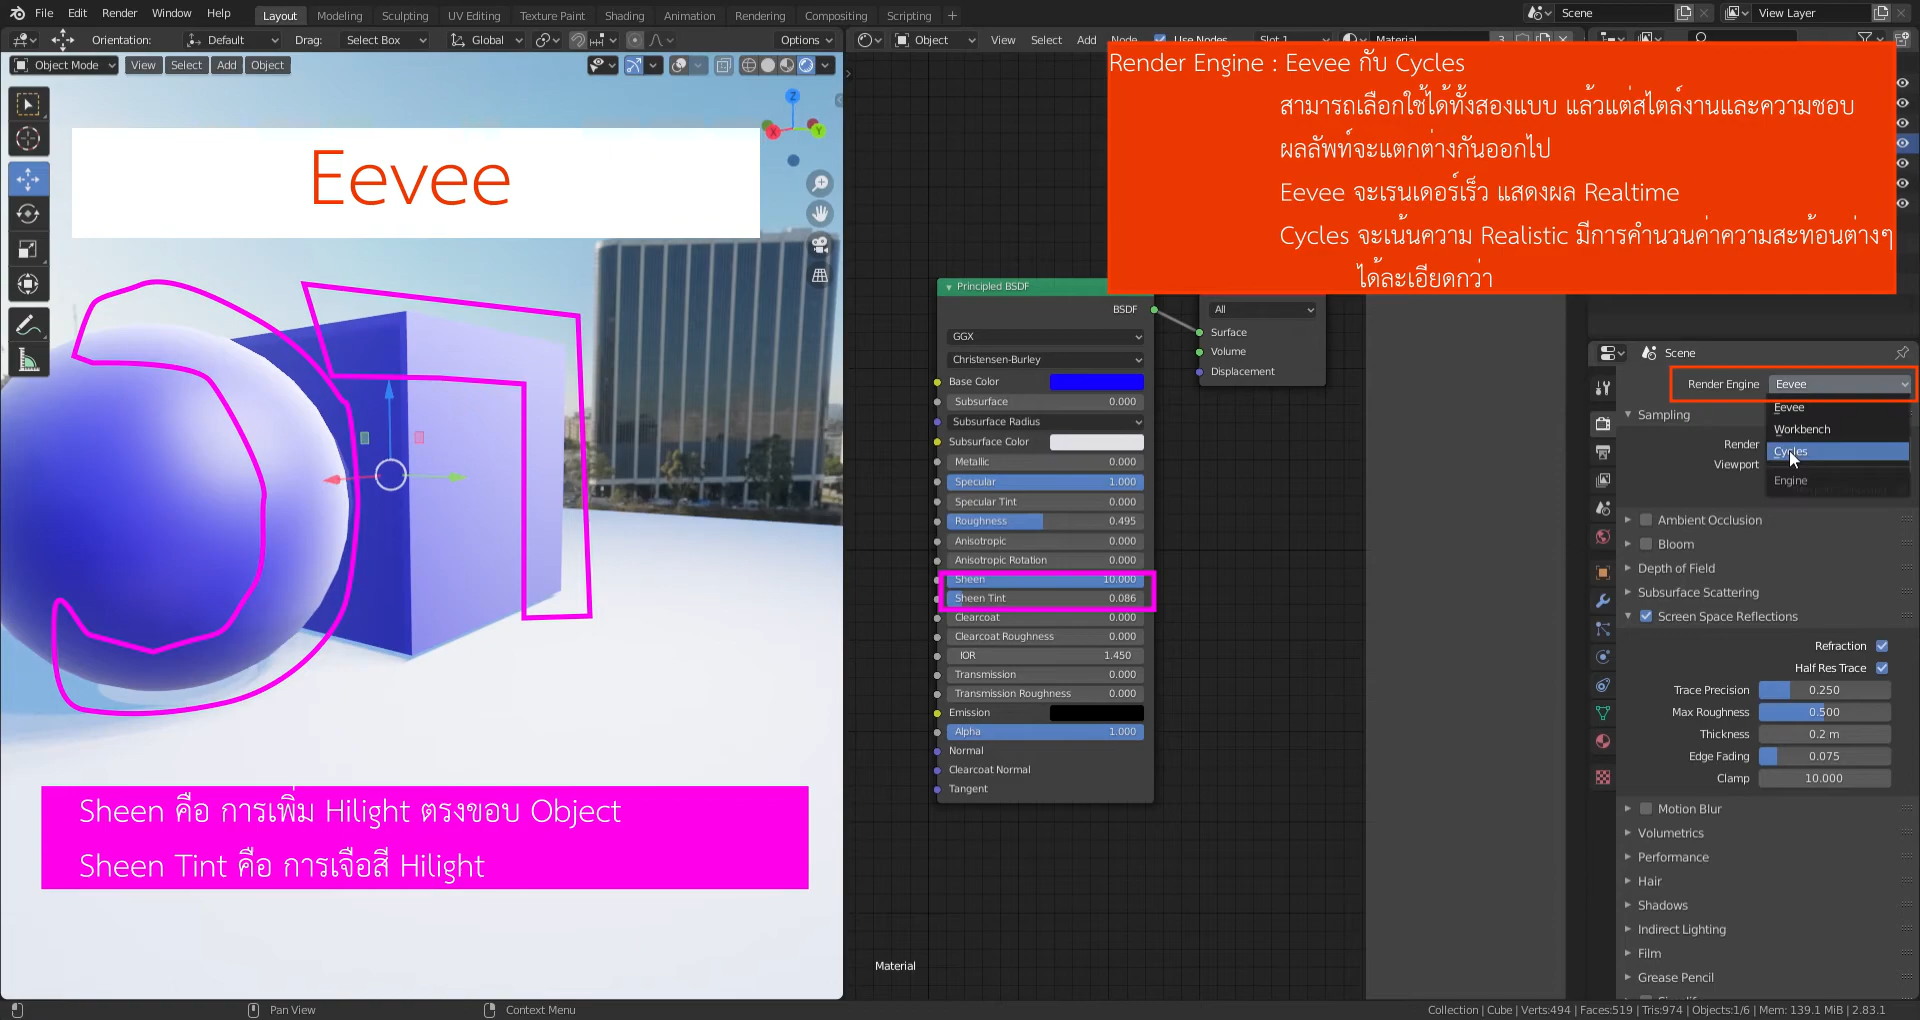 File Edit Render Window Help Layout Modeling Sculpting UV Editing Texture Paint Shading Animation Rendering Compositing Scripting + Scene View Layer
Orientation: Default Drag: Select Box Global Options Object View Select Add Node Use Nodes Slot 1 Material 3
Object Mode View Select Add Object
Render Engine : Eevee กับ Cycles
สามารถเลือกใช้ได้ทั้งสองแบบ แล้วแต่สไตล์งานและความชอบ
ผลลัพท์จะแตกต่างกันออกไป
Eevee จะเรนเดอร์เร็ว แสดงผล Realtime
Cycles จะเน้นความ Realistic มีการคำนวนค่าความสะท้อนต่างๆ
ได้ละเอียดกว่า
Z
X
Y
Eevee
Principled BSDF
BSDF
GGX
Christensen-Burley
Base Color
Subsurface 0.000
Subsurface Radius
Subsurface Color
Metallic 0.000
Specular 1.000
Specular Tint 0.000
Roughness 0.495
Anisotropic 0.000
Anisotropic Rotation 0.000
Sheen 10.000
Sheen Tint 0.086
Clearcoat 0.000
Clearcoat Roughness 0.000
IOR 1.450
Transmission 0.000
Transmission Roughness 0.000
Emission
Alpha 1.000
Normal
Clearcoat Normal
Tangent
All
Surface
Volume
Displacement
Material
Scene
Render Engine Eevee
Eevee
Workbench
Cycles
Engine
Sampling
Render
Viewport
Ambient Occlusion
Bloom
Depth of Field
Subsurface Scattering
Screen Space Reflections
Refraction
Half Res Trace
Trace Precision 0.250
Max Roughness 0.500
Thickness 0.2 m
Edge Fading 0.075
Clamp 10.000
Motion Blur
Volumetrics
Performance
Hair
Shadows
Indirect Lighting
Film
Grease Pencil
Sheen คือ การเพิ่ม Hilight ตรงขอบ Object
Sheen Tint คือ การเจือสี Hilight
Pan View Context Menu Collection | Cube | Verts:494 | Faces:519 | Tris:974 | Objects:1/6 | Mem: 139.1 MiB | 2.83.1